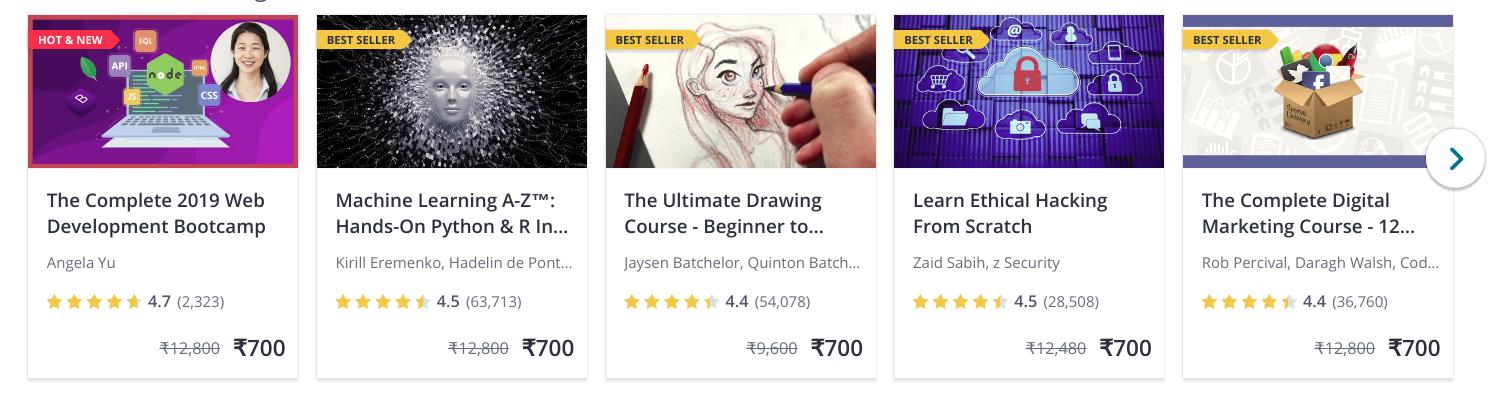 HOT & NEW
SQL
API
node
HTML
JS
CSS
The Complete 2019 Web
Development Bootcamp
Angela Yu
4.7 (2,323)
₹12,800 ₹700
BEST SELLER
Machine Learning A-Z™:
Hands-On Python & R In...
Kirill Eremenko, Hadelin de Pont...
4.5 (63,713)
₹12,800 ₹700
BEST SELLER
The Ultimate Drawing
Course - Beginner to...
Jaysen Batchelor, Quinton Batch...
4.4 (54,078)
₹9,600 ₹700
BEST SELLER
@
Learn Ethical Hacking
From Scratch
Zaid Sabih, z Security
4.5 (28,508)
₹12,480 ₹700
BEST SELLER
f
Special
Delivery
The Complete Digital
Marketing Course - 12...
Rob Percival, Daragh Walsh, Cod...
4.4 (36,760)
₹12,800 ₹700